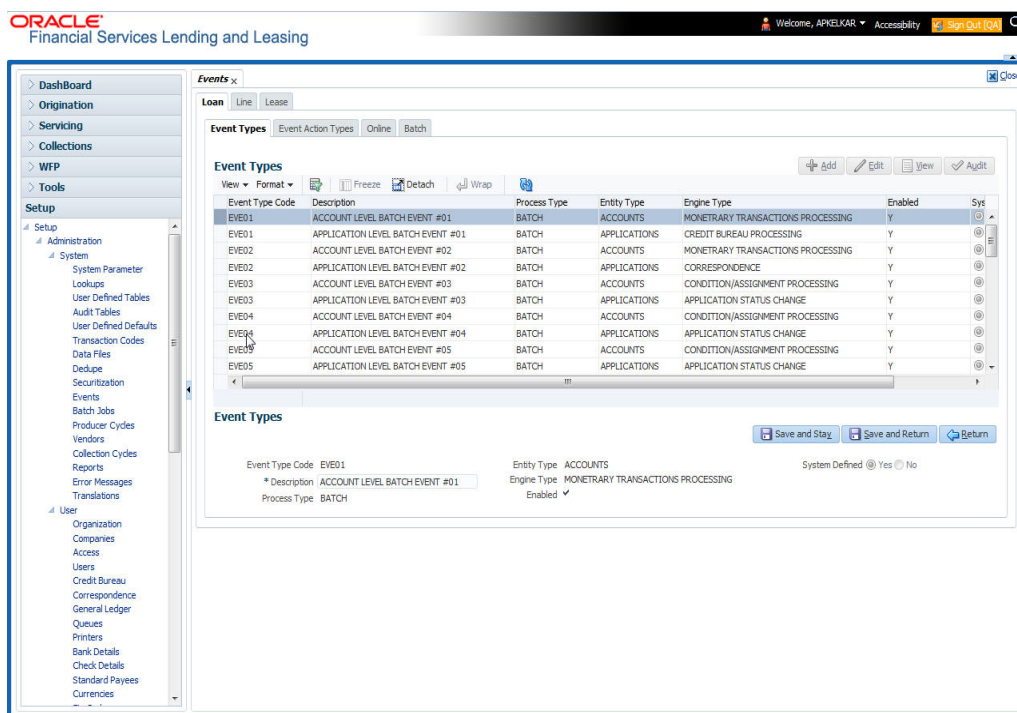 ORACLE
Financial Services Lending and Leasing
Welcome, APKELKAR
Accessibility
Sign Out [QA]
DashBoard
Origination
Servicing
Collections
WFP
Tools
Setup
Setup
Administration
System
System Parameter
Lookups
User Defined Tables
Audit Tables
User Defined Defaults
Transaction Codes
Data Files
Dedupe
Securitization
Events
Batch Jobs
Producer Cycles
Vendors
Collection Cycles
Reports
Error Messages
Translations
User
Organization
Companies
Access
Users
Credit Bureau
Correspondence
General Ledger
Queues
Printers
Bank Details
Check Details
Standard Payees
Currencies
Events
Close
Loan Line Lease
Event Types Event Action Types Online Batch
Event Types
Add Edit View Audit
View Format Freeze Detach Wrap
Event Type Code Description Process Type Entity Type Engine Type Enabled Sys
EVE01 ACCOUNT LEVEL BATCH EVENT #01 BATCH ACCOUNTS MONETRARY TRANSACTIONS PROCESSING Y
EVE01 APPLICATION LEVEL BATCH EVENT #01 BATCH APPLICATIONS CREDIT BUREAU PROCESSING Y
EVE02 ACCOUNT LEVEL BATCH EVENT #02 BATCH ACCOUNTS MONETRARY TRANSACTIONS PROCESSING Y
EVE02 APPLICATION LEVEL BATCH EVENT #02 BATCH APPLICATIONS CORRESPONDENCE Y
EVE03 ACCOUNT LEVEL BATCH EVENT #03 BATCH ACCOUNTS CONDITION/ASSIGNMENT PROCESSING Y
EVE03 APPLICATION LEVEL BATCH EVENT #03 BATCH APPLICATIONS APPLICATION STATUS CHANGE Y
EVE04 ACCOUNT LEVEL BATCH EVENT #04 BATCH ACCOUNTS CONDITION/ASSIGNMENT PROCESSING Y
EVE04 APPLICATION LEVEL BATCH EVENT #04 BATCH APPLICATIONS APPLICATION STATUS CHANGE Y
EVE05 ACCOUNT LEVEL BATCH EVENT #05 BATCH ACCOUNTS CONDITION/ASSIGNMENT PROCESSING Y
EVE05 APPLICATION LEVEL BATCH EVENT #05 BATCH APPLICATIONS APPLICATION STATUS CHANGE Y
Event Types
Save and Stay Save and Return Return
Event Type Code EVE01
* Description ACCOUNT LEVEL BATCH EVENT #01
Process Type BATCH
Entity Type ACCOUNTS
Engine Type MONETRARY TRANSACTIONS PROCESSING
Enabled
System Defined Yes No